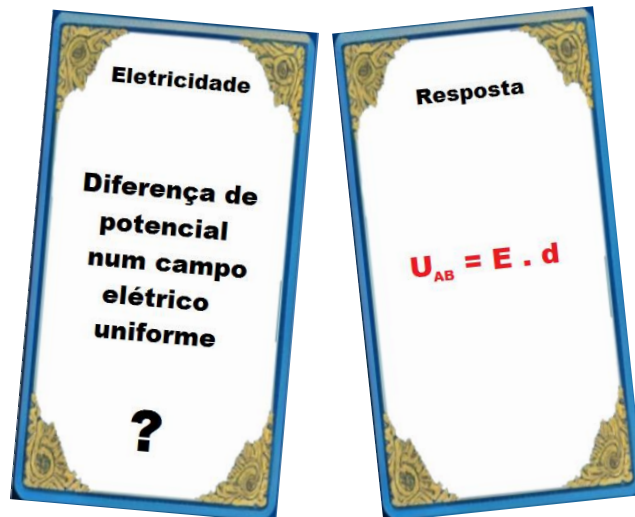 Eletricidade
Diferença de
potencial
num campo
elétrico
uniforme
?
Resposta
U_AB = E . d